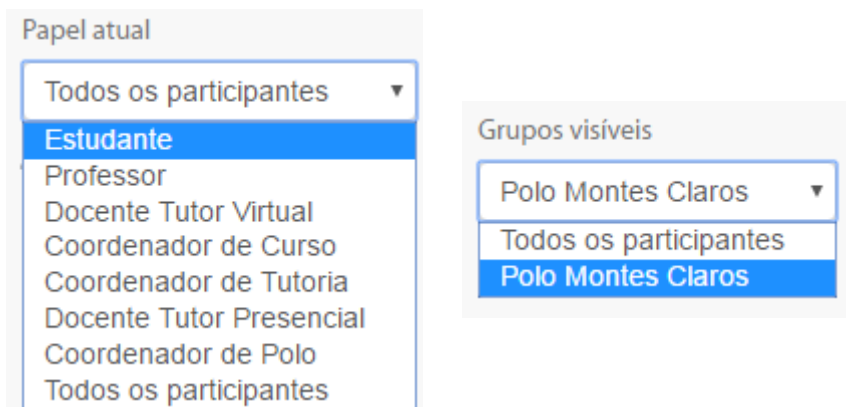 Papel atual
Todos os participantes
Estudante
Professor
Docente Tutor Virtual
Coordenador de Curso
Coordenador de Tutoria
Docente Tutor Presencial
Coordenador de Polo
Todos os participantes
Grupos visíveis
Polo Montes Claros
Todos os participantes
Polo Montes Claros